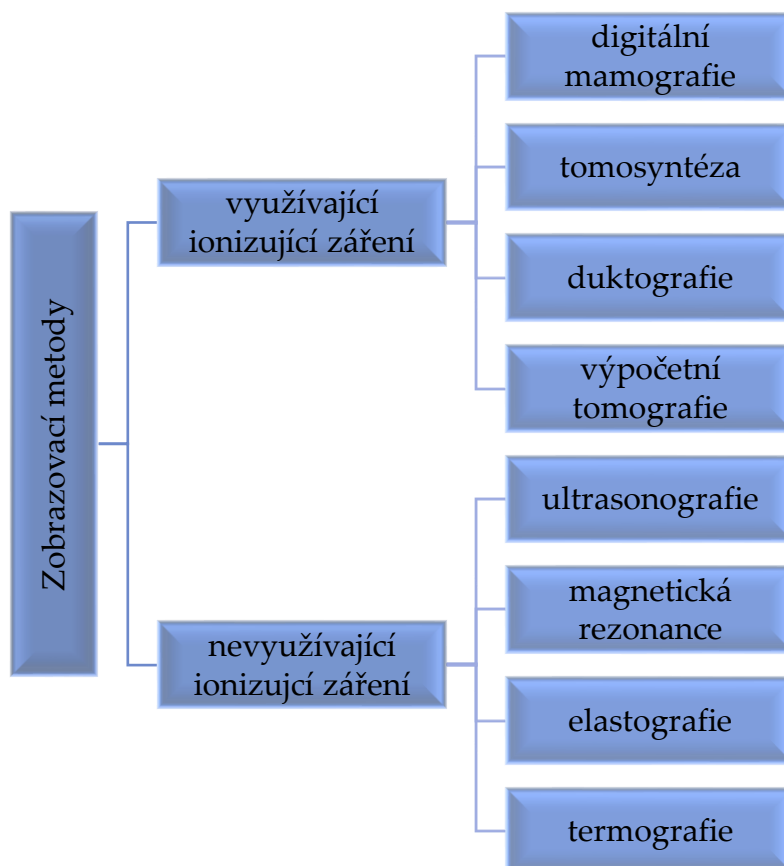 Zobrazovací metody
využívající
ionizující záření
digitální
mamografie
tomosyntéza
duktografie
výpočetní
tomografie
nevyužívající
ionizujcí záření
ultrasonografie
magnetická
rezonance
elastografie
termografie